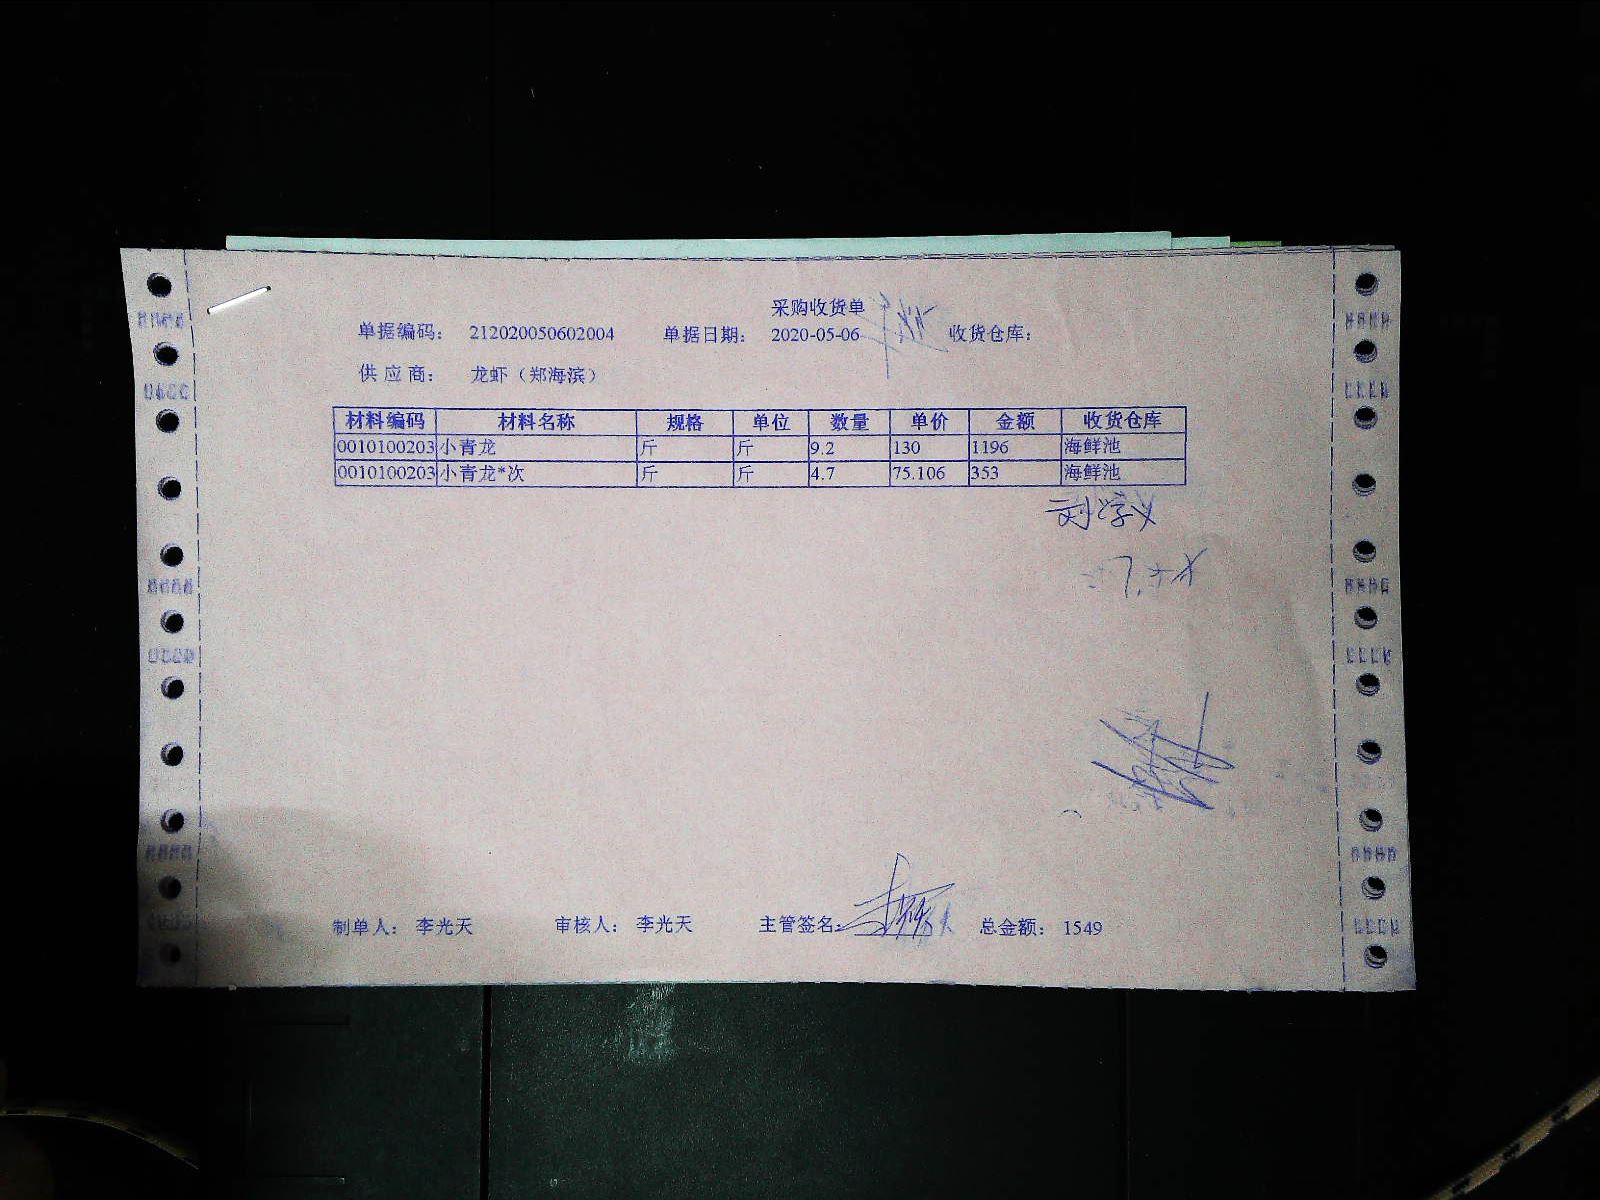 采购收货单
单据编码： 212020050602004 单据日期： 2020-05-06 收货仓库：
供应商： 龙虾（郑海滨）
材料编码 材料名称 规格 单位 数量 单价 金额 收货仓库
0010100203 小青龙 斤 斤 9.2 130 1196 海鲜池
0010100203 小青龙*次 斤 斤 4.7 75.106 353 海鲜池
制单人： 李光天 审核人： 李光天 主管签名： 总金额： 1549